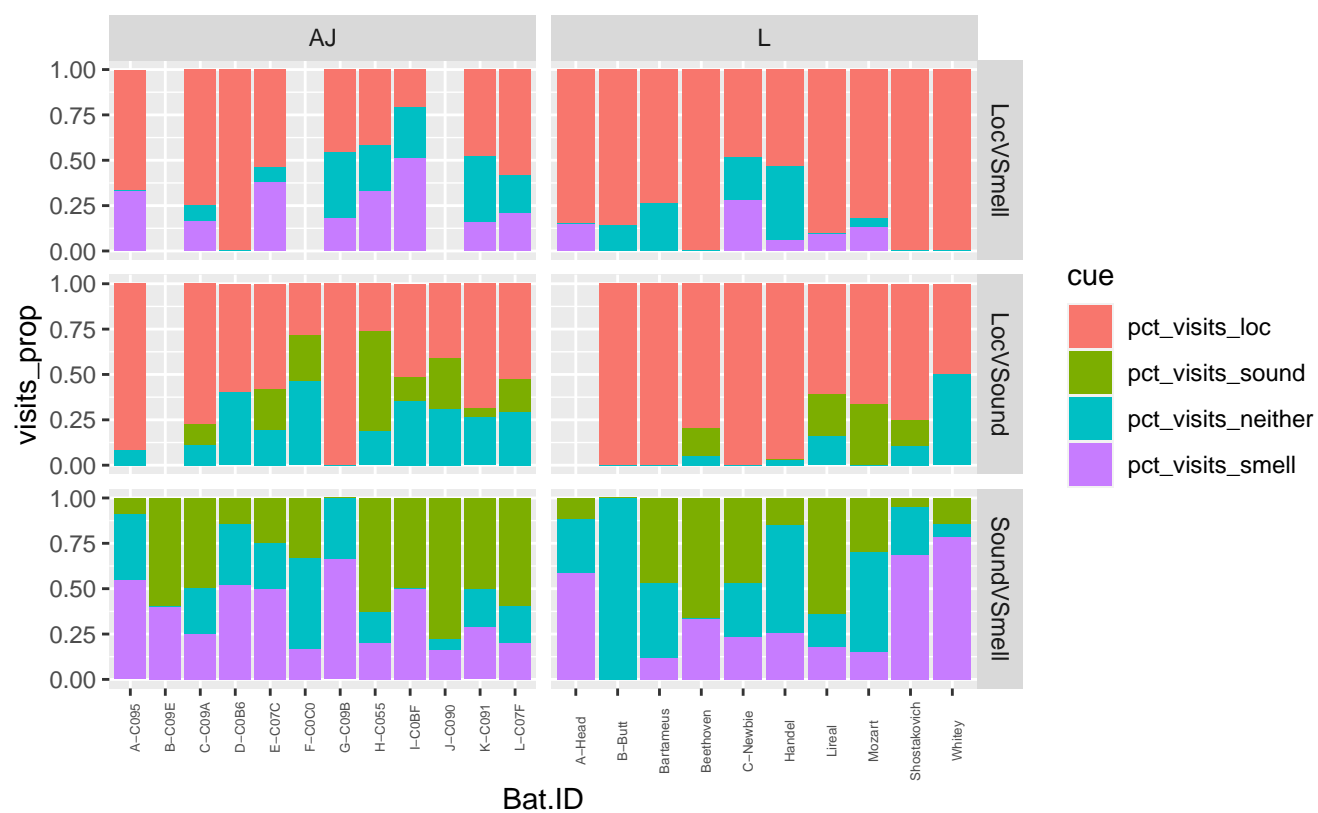 AJ
L
1.00
0.75
0.50
0.25
0.00
LocVSmell
1.00
0.75
0.50
0.25
0.00
LocVSound
1.00
0.75
0.50
0.25
0.00
SoundVSmell
visits_prop
A−C095
B−C09E
C−C09A
D−C0B6
E−C07C
F−C0C0
G−C09B
H−C055
I−C0BF
J−C090
K−C091
L−C07F
A−Head
B−Butt
Bartameus
Beethoven
C−Newbie
Handel
Lireal
Mozart
Shostakovich
Whitey
Bat.ID
cue
pct_visits_loc
pct_visits_sound
pct_visits_neither
pct_visits_smell